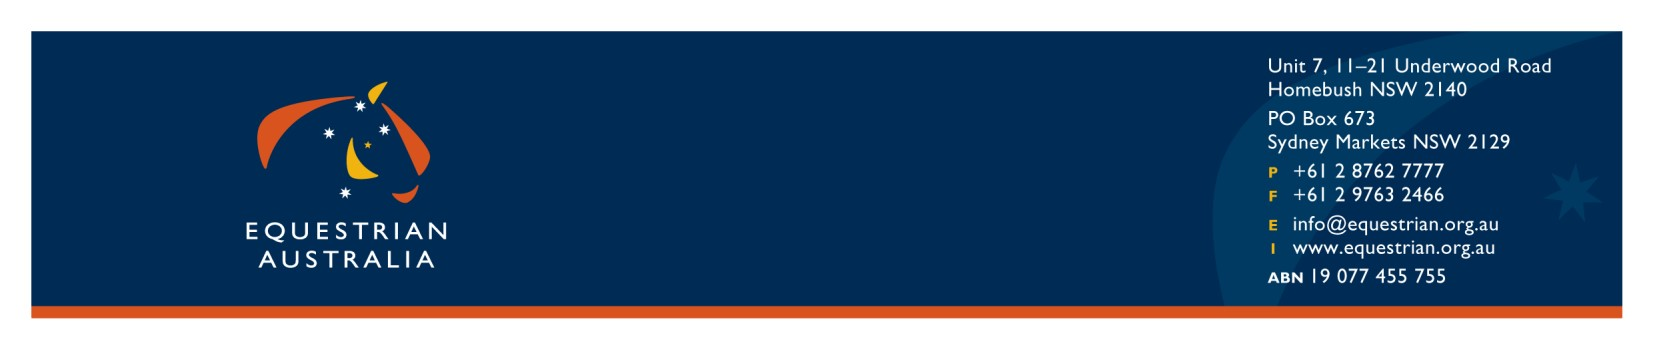 EQUESTRIAN
AUSTRALIA
Unit 7, 11–21 Underwood Road
Homebush NSW 2140
PO Box 673
Sydney Markets NSW 2129
P +61 2 8762 7777
F +61 2 9763 2466
E info@equestrian.org.au
I www.equestrian.org.au
ABN 19 077 455 755